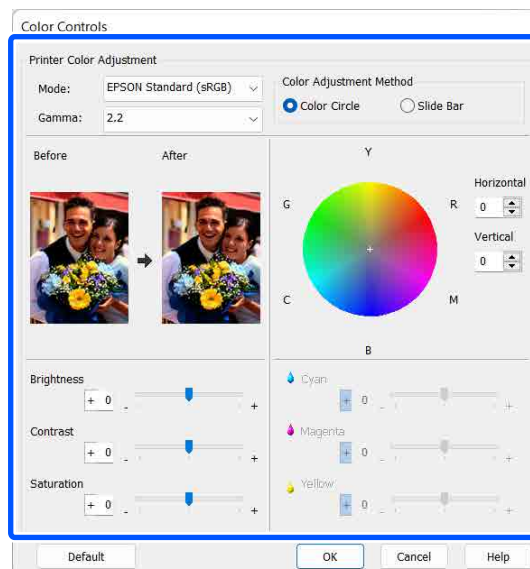 Color Controls
Printer Color Adjustment
Mode: EPSON Standard (sRGB)
Gamma: 2.2
Color Adjustment Method
Color Circle Slide Bar
Before After
Y
G R
C M
B
Horizontal
0
Vertical
0
Brightness
+ 0 - +
Contrast
+ 0 - +
Saturation
+ 0 - +
Cyan
+ 0 - +
Magenta
+ 0 - +
Yellow
+ 0 - +
Default OK Cancel Help